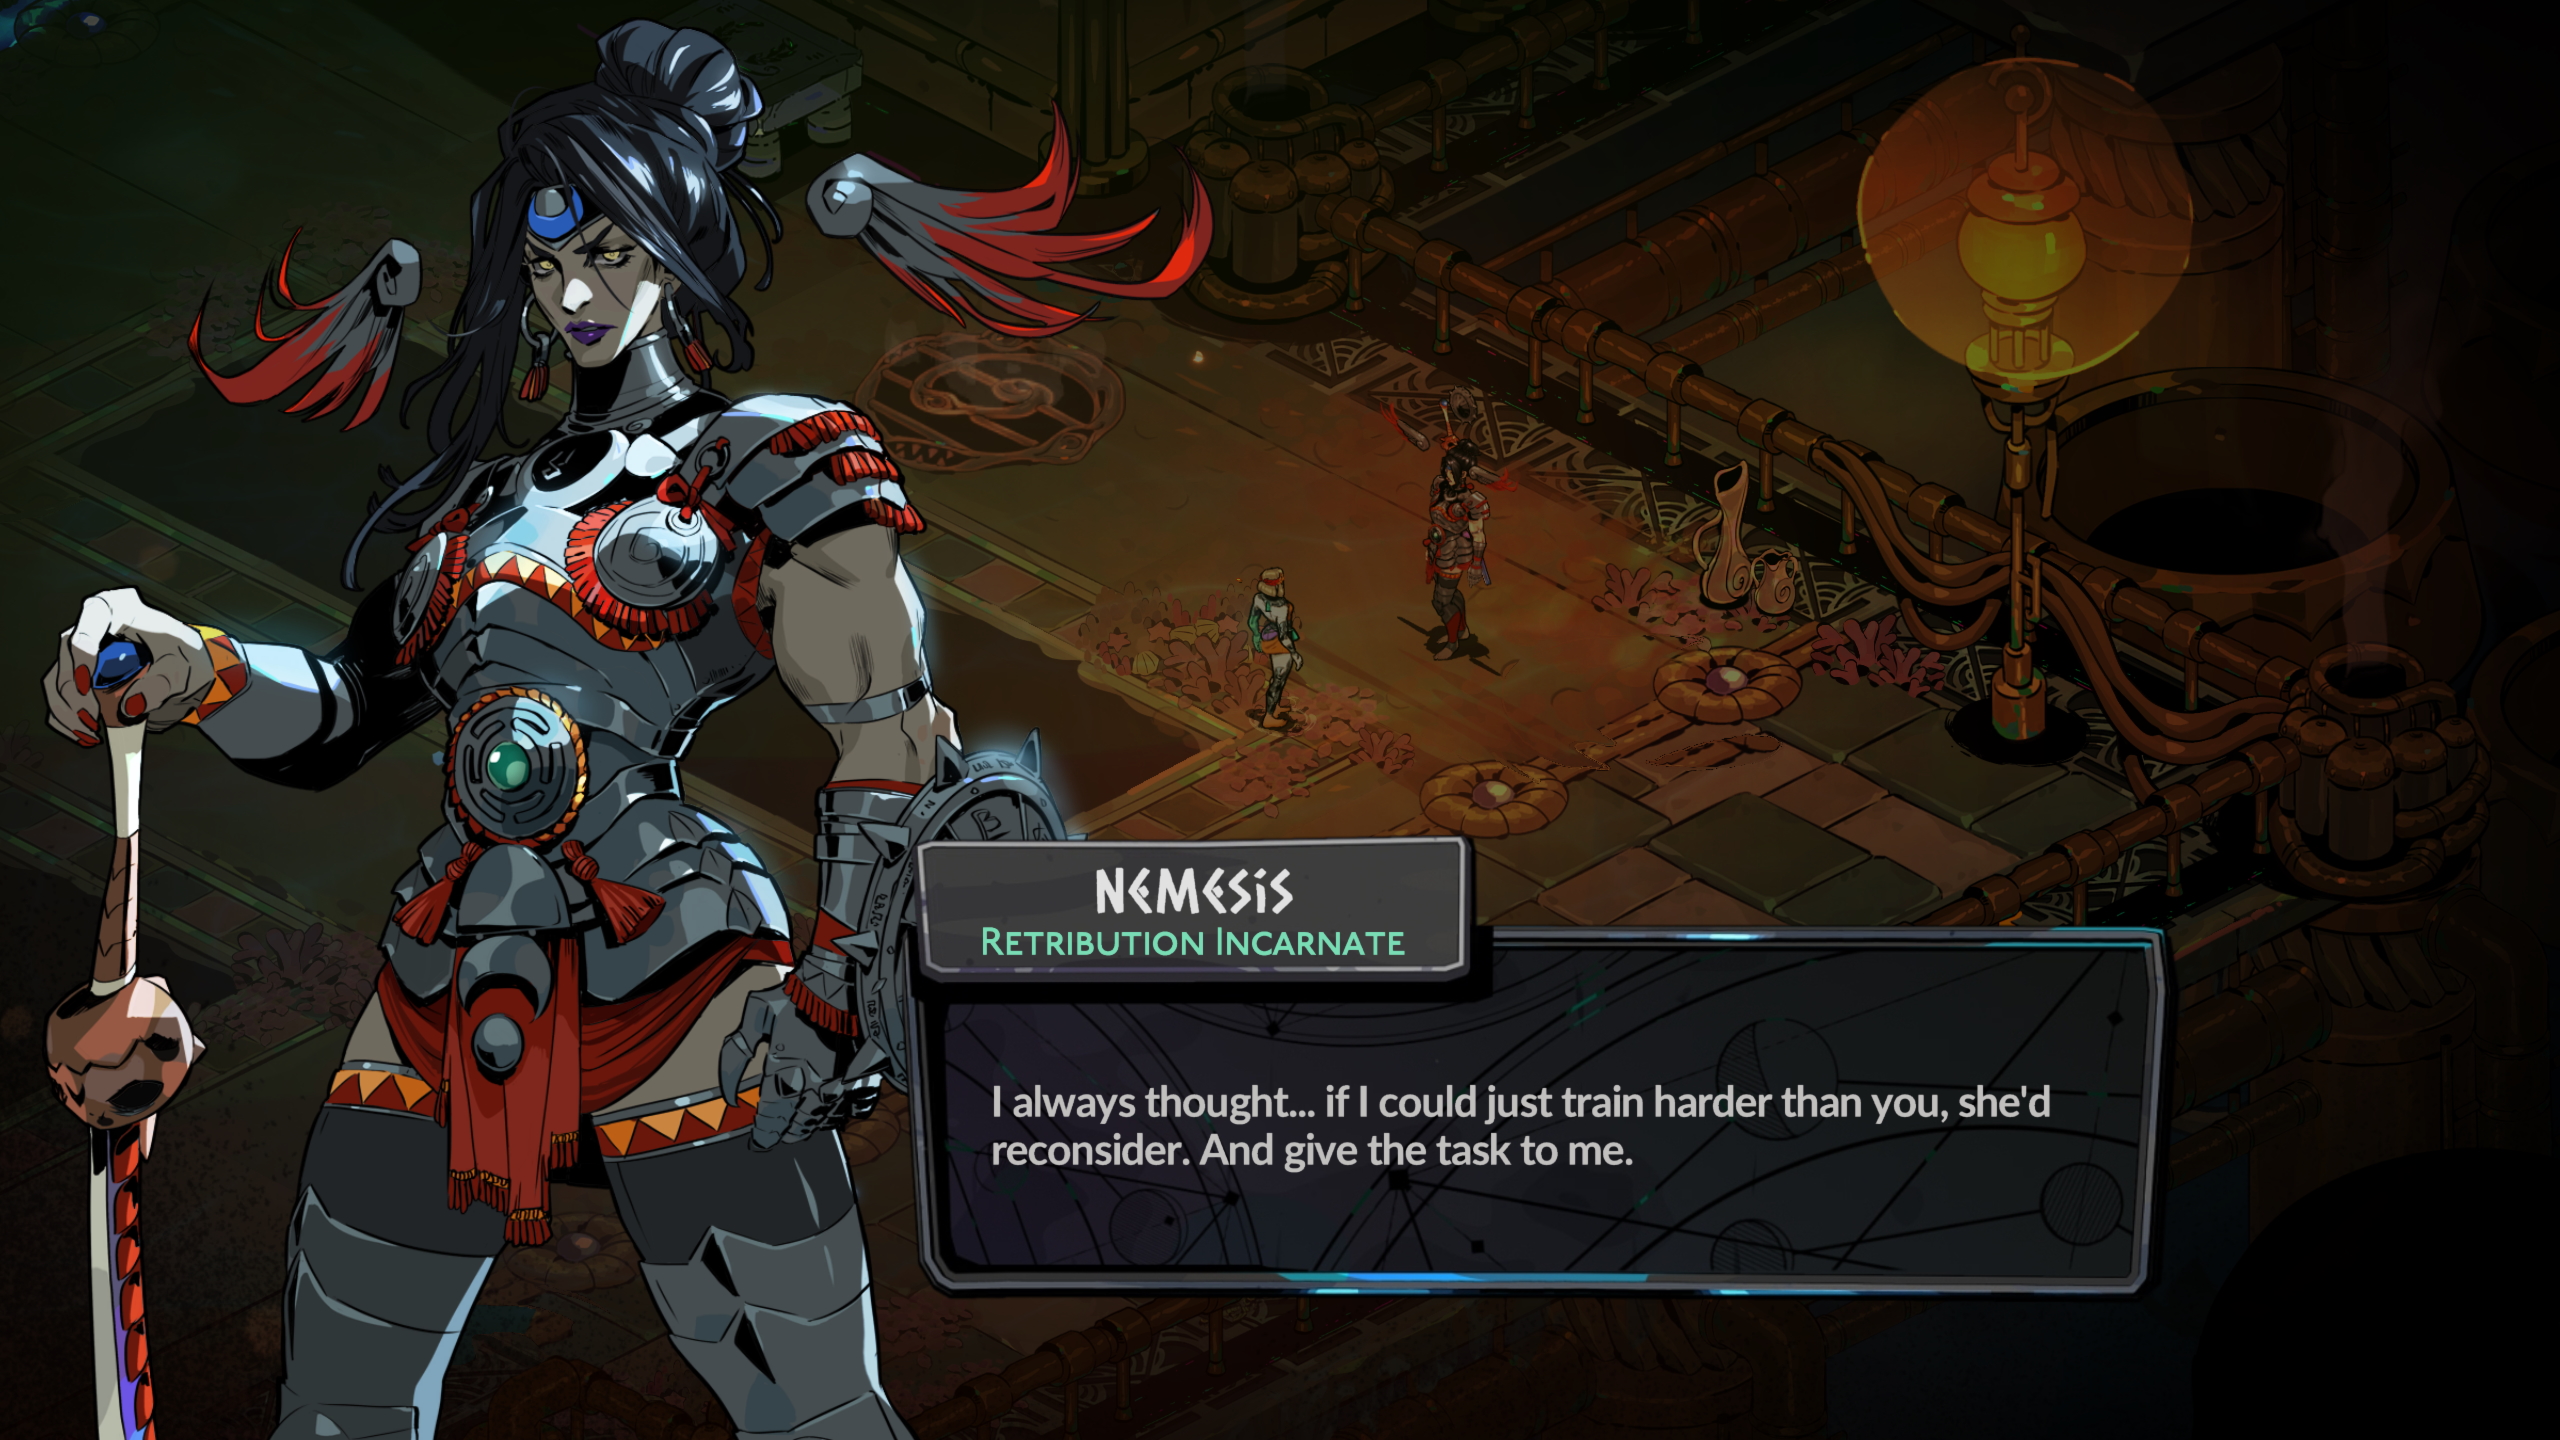 NEMESIS
RETRIBUTION INCARNATE
I always thought... if I could just train harder than you, she'd
reconsider. And give the task to me.